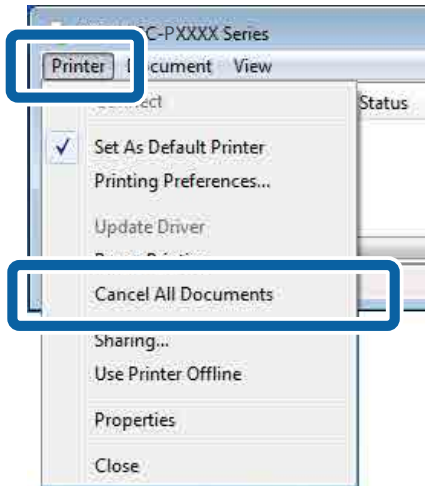 C-PXXXX Series
Printer Document View
Status
Set As Default Printer
Printing Preferences...
Update Driver
Cancel All Documents
Sharing...
Use Printer Offline
Properties
Close